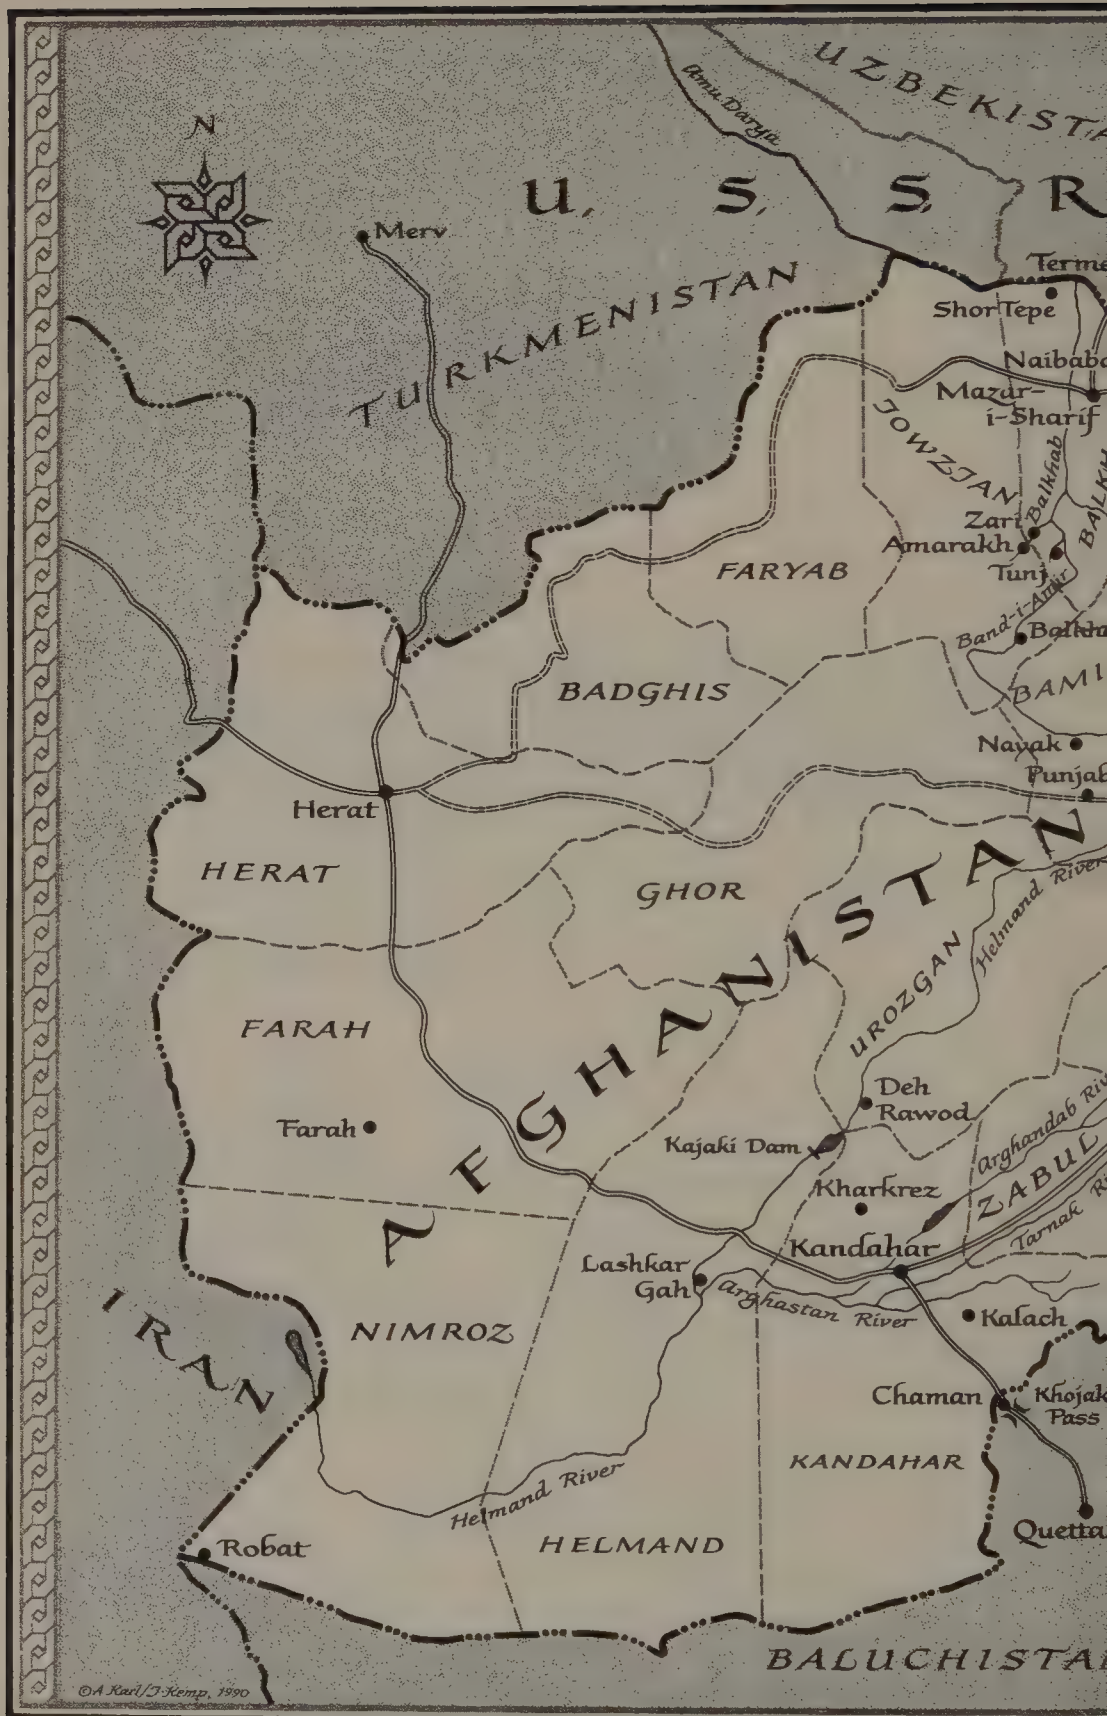 UZBEKISTA
Amu Darya
N
U. S. S. R
Merv
TURKMENISTAN
Terme
Shor Tepe
Naibaba
Mazar-
i-Sharif
JOWZJAN
Balkhab
BALKH
Zari
Amarakh
Tunj
FARYAB
Band-i-Amir
Balkha
BADGHIS
BAMI
Nayak
Punjab
Herat
HERAT
GHOR
AFGHANISTAN
Helmand River
UROZGAN
FARAH
Deh
Rawod
Farah
Kajaki Dam
Arghandab Riv
ZABUL
Kharkrez
Tarnak Ri
Kandahar
Lashkar
Gah
Arghastan River
Kalach
IRAN
NIMROZ
Chaman
Khojak
Pass
KANDAHAR
Helmand River
Quetta
Robat
HELMAND
BALUCHISTA
©A Karl/J Kemp, 1990